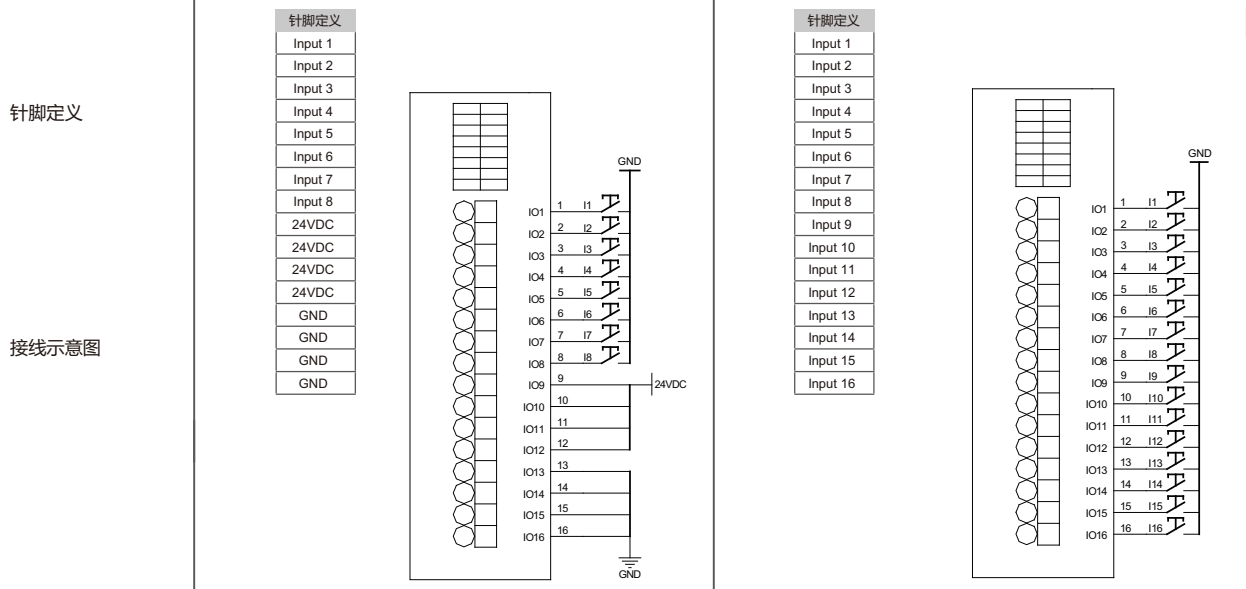 针脚定义
接线示意图
针脚定义
Input 1
Input 2
Input 3
Input 4
Input 5
Input 6
Input 7
Input 8
24VDC
24VDC
24VDC
24VDC
GND
GND
GND
GND
GND
IO1 1 I1
IO2 2 I2
IO3 3 I3
IO4 4 I4
IO5 5 I5
IO6 6 I6
IO7 7 I7
IO8 8 I8
IO9 9 24VDC
IO10 10
IO11 11
IO12 12
IO13 13
IO14 14
IO15 15
IO16 16
GND
针脚定义
Input 1
Input 2
Input 3
Input 4
Input 5
Input 6
Input 7
Input 8
Input 9
Input 10
Input 11
Input 12
Input 13
Input 14
Input 15
Input 16
GND
IO1 1 I1
IO2 2 I2
IO3 3 I3
IO4 4 I4
IO5 5 I5
IO6 6 I6
IO7 7 I7
IO8 8 I8
IO9 9 I9
IO10 10 I10
IO11 11 I11
IO12 12 I12
IO13 13 I13
IO14 14 I14
IO15 15 I15
IO16 16 I16